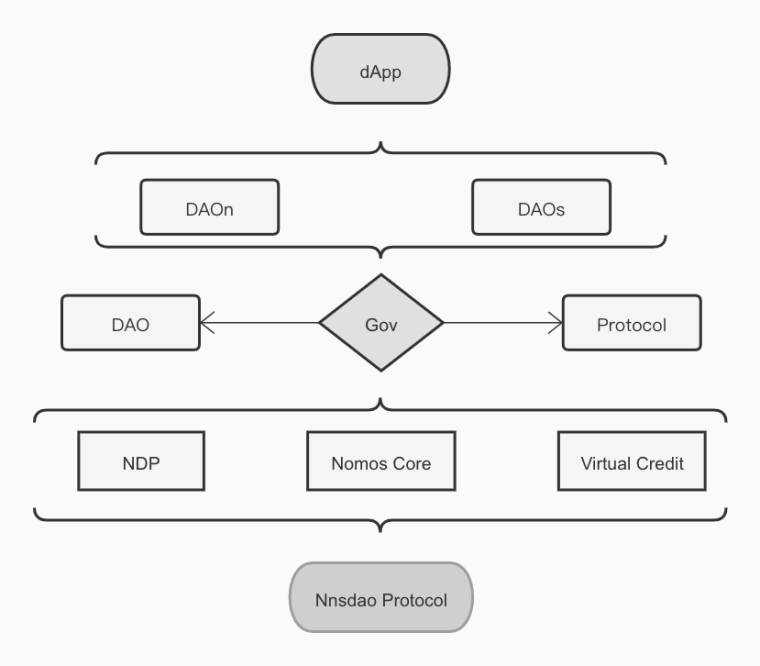 dApp
DAOn
DAOs
DAO
Gov
Protocol
NDP
Nomos Core
Virtual Credit
Nnsdao Protocol